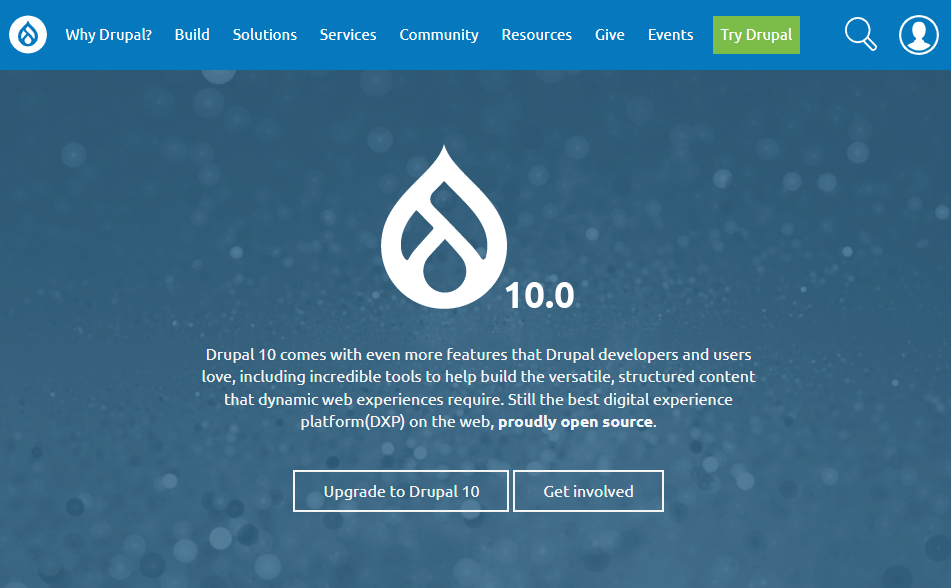 Why Drupal? Build Solutions Services Community Resources Give Events Try Drupal
10.0
Drupal 10 comes with even more features that Drupal developers and users
love, including incredible tools to help build the versatile, structured content
that dynamic web experiences require. Still the best digital experience
platform(DXP) on the web, proudly open source.
Upgrade to Drupal 10 Get involved